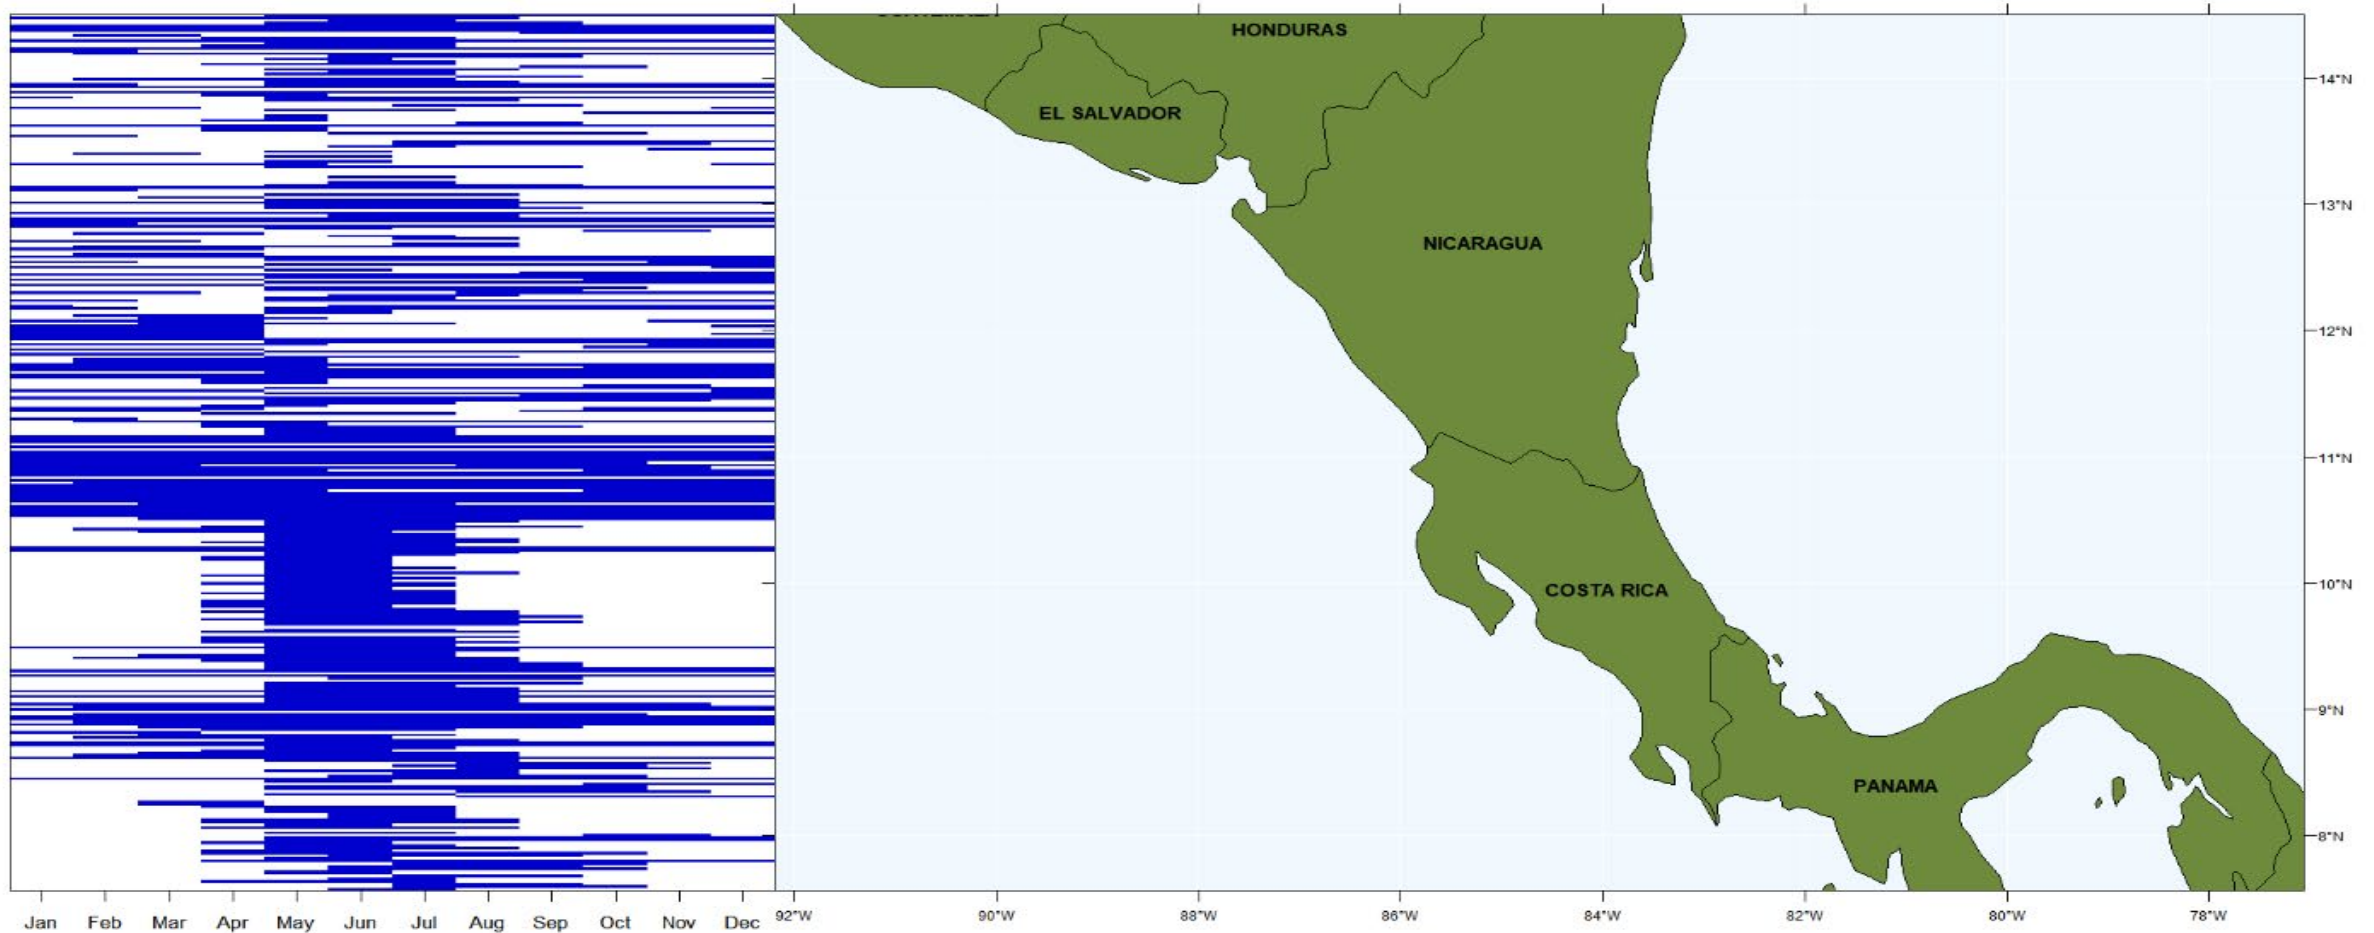 HONDURAS
14°N
EL SALVADOR
13°N
NICARAGUA
12°N
11°N
10°N
COSTA RICA
9°N
PANAMA
8°N
Jan Feb Mar Apr May Jun Jul Aug Sep Oct Nov Dec 92°W 90°W 88°W 86°W 84°W 82°W 80°W 78°W